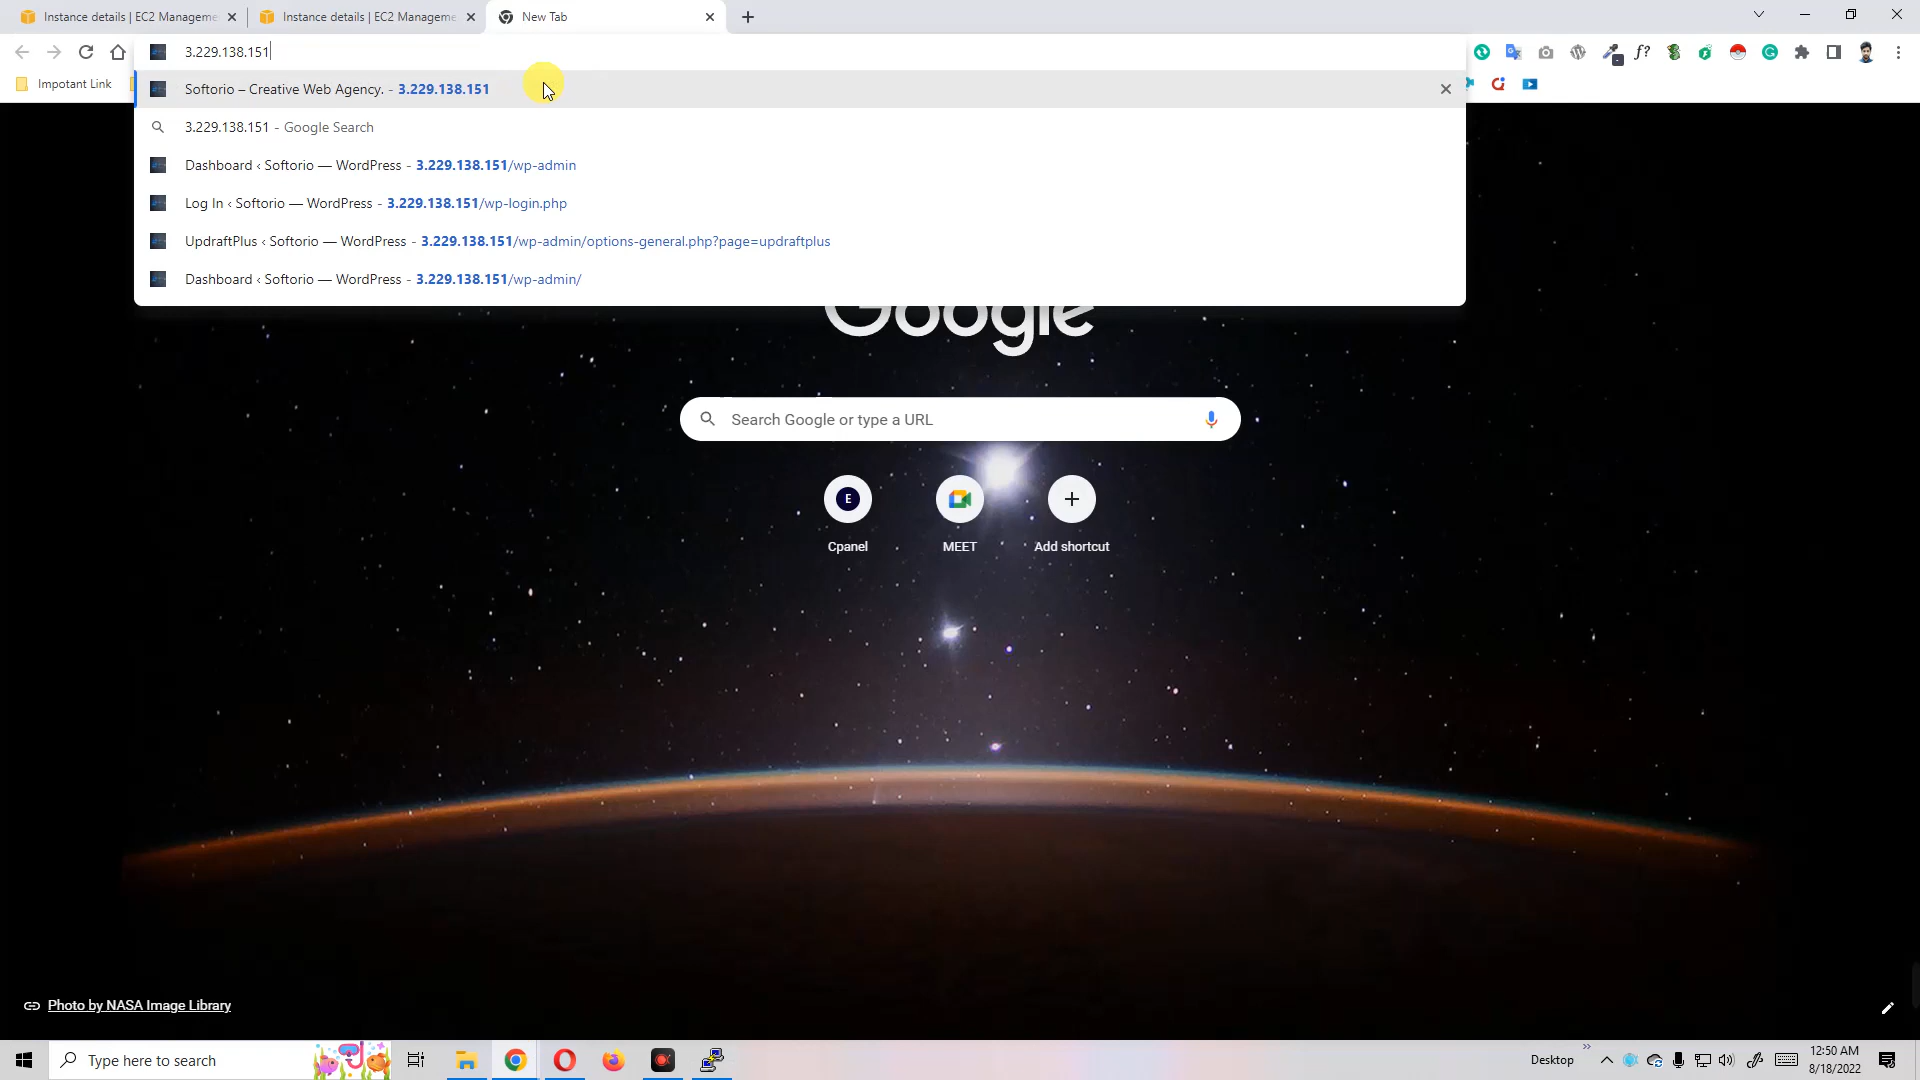 Instance details | EC2 Manageme
Instance details | EC2 Manageme
New Tab
3.229.138.151
f?
Impotant Link
Softorio – Creative Web Agency. - 3.229.138.151
3.229.138.151 - Google Search
Dashboard ‹ Softorio — WordPress - 3.229.138.151/wp-admin
Log In ‹ Softorio — WordPress - 3.229.138.151/wp-login.php
UpdraftPlus ‹ Softorio — WordPress - 3.229.138.151/wp-admin/options-general.php?page=updraftplus
Dashboard ‹ Softorio — WordPress - 3.229.138.151/wp-admin/
Google
Search Google or type a URL
E
Cpanel
MEET
Add shortcut
Photo by NASA Image Library
Type here to search
Desktop
12:50 AM
8/18/2022